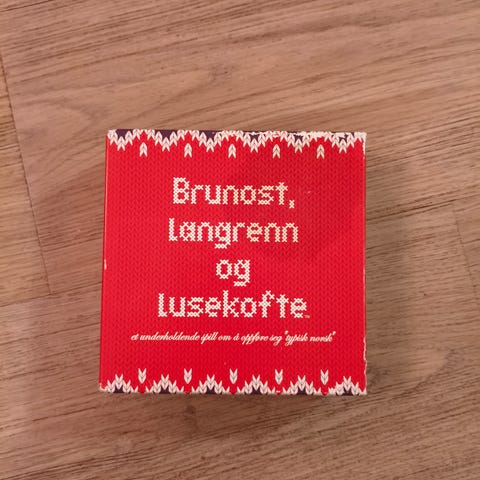 Brunost,
langrenn
og
lusekofte
et underholdende spill om å oppføre seg "typisk norsk"